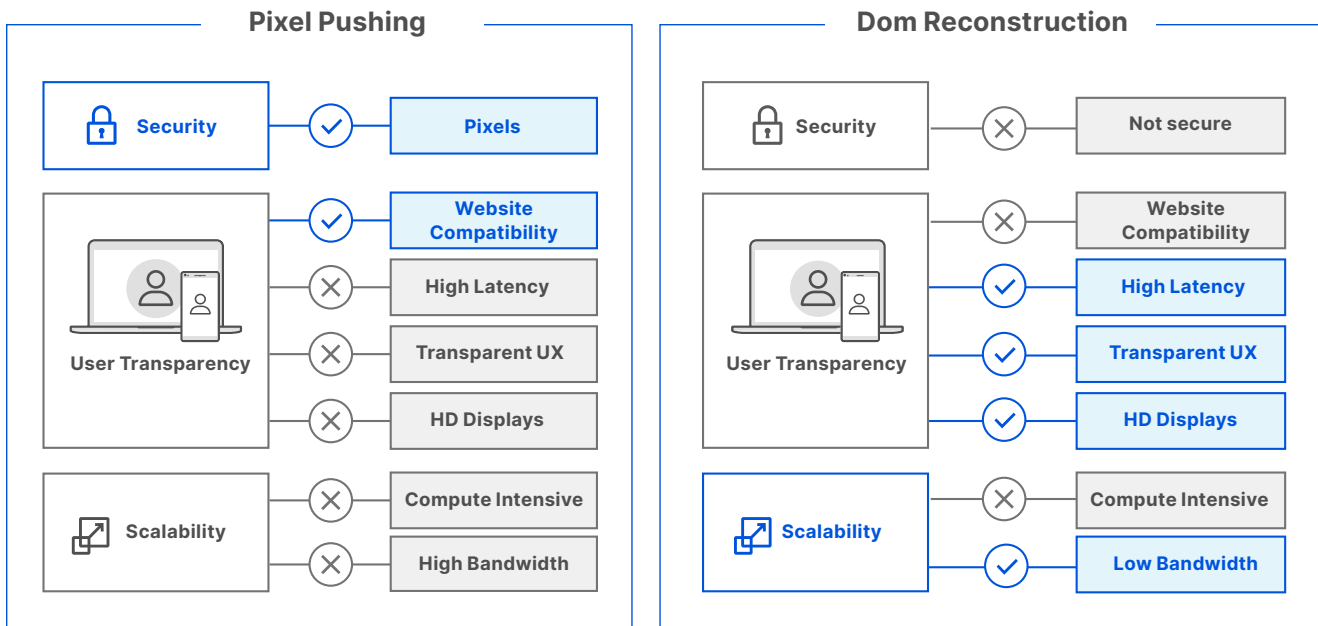 Pixel Pushing
Security
Pixels
User Transparency
Website
Compatibility
High Latency
Transparent UX
HD Displays
Scalability
Compute Intensive
High Bandwidth
Dom Reconstruction
Security
Not secure
User Transparency
Website
Compatibility
High Latency
Transparent UX
HD Displays
Scalability
Compute Intensive
Low Bandwidth